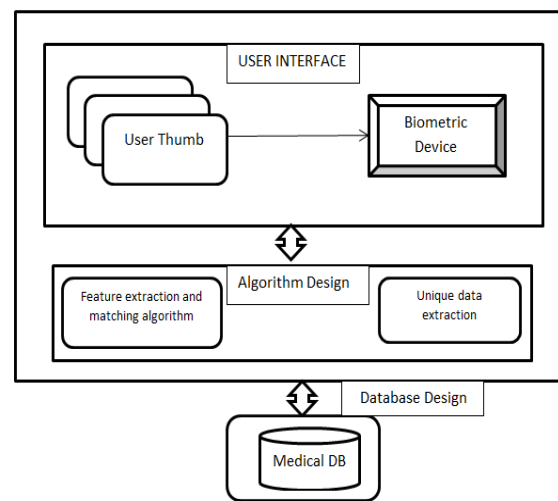 USER INTERFACE
User Thumb
Biometric
Device
Algorithm Design
Feature extraction and
matching algorithm
Unique data
extraction
Database Design
Medical DB